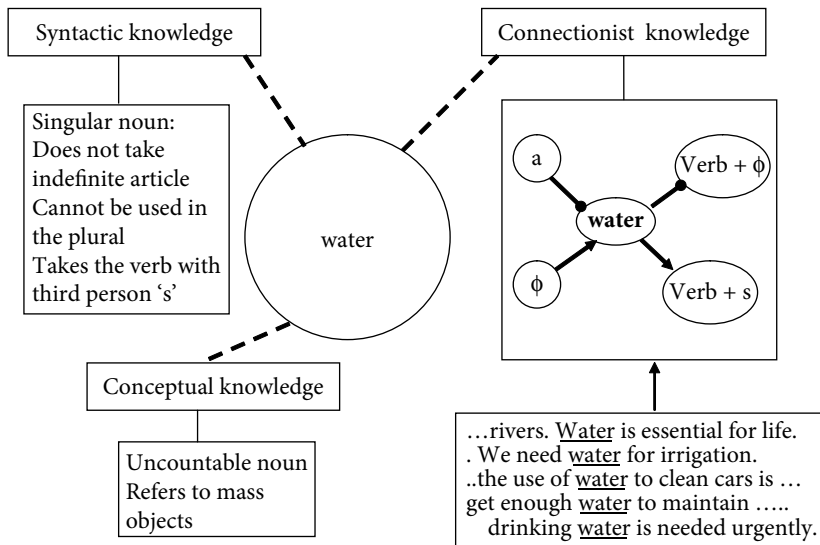 Syntactic knowledge
Connectionist knowledge
Singular noun:
Does not take
indefinite article
Cannot be used in
the plural
Takes the verb with
third person ‘s’
water
a
Verb + ϕ
water
ϕ
Verb + s
Conceptual knowledge
Uncountable noun
Refers to mass
objects
…rivers. Water is essential for life.
. We need water for irrigation.
..the use of water to clean cars is …
get enough water to maintain …..
drinking water is needed urgently.